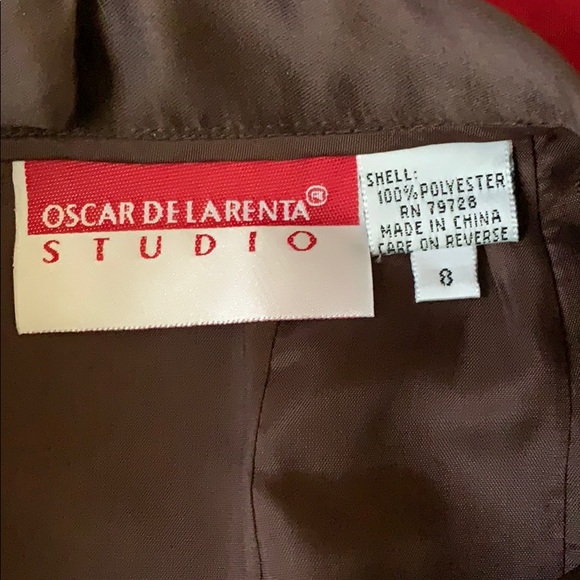 OSCAR DE LA RENTA®
STUDIO
SHELL:
100% POLYESTER
RN 79728
MADE IN CHINA
CARE ON REVERSE
8